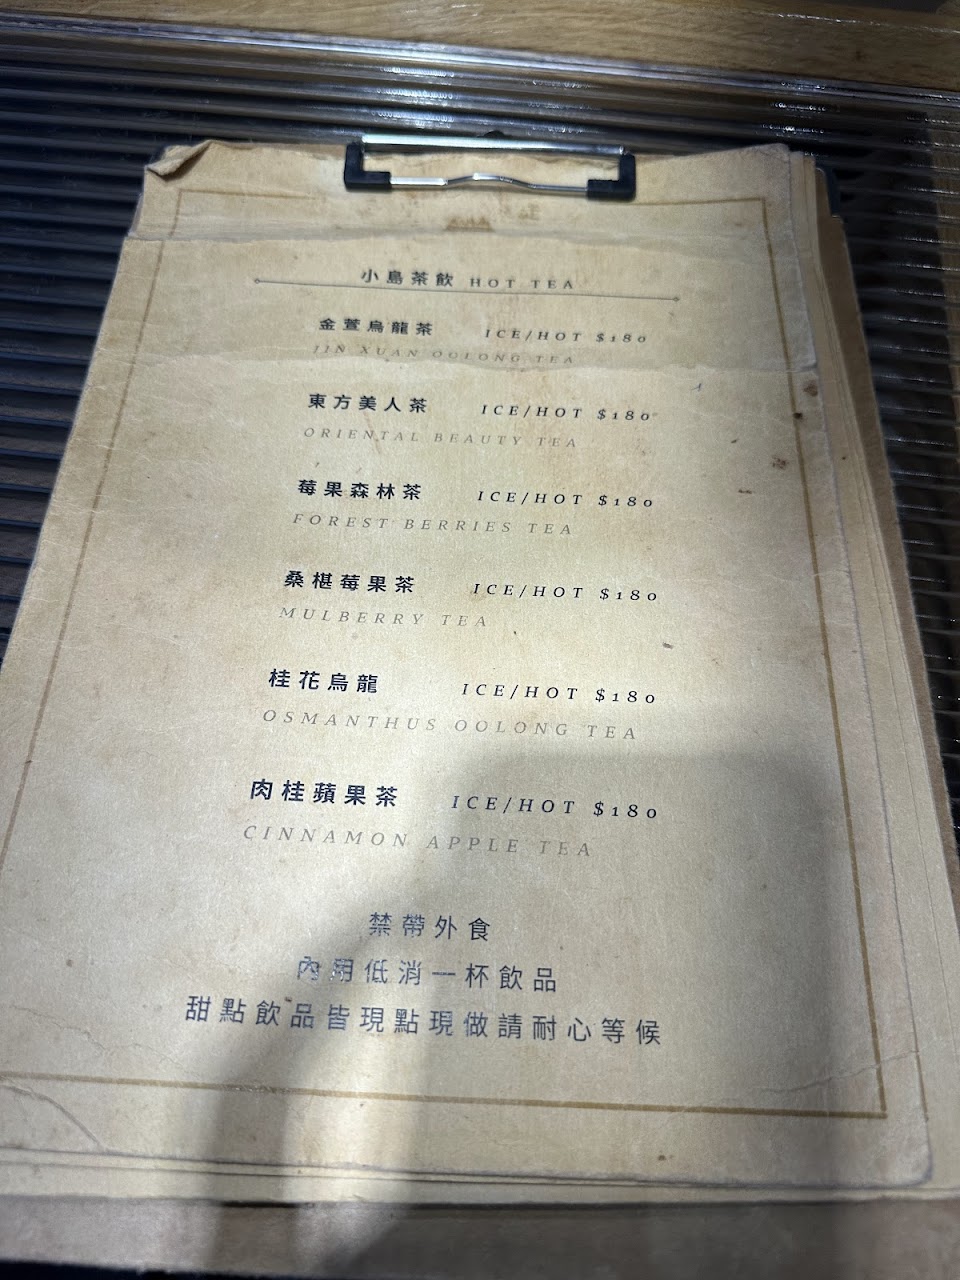 小島茶飲 HOT TEA
金萱烏龍茶 ICE/HOT $180
JIN XUAN OOLONG TEA
東方美人茶 ICE/HOT $180
ORIENTAL BEAUTY TEA
莓果森林茶 ICE/HOT $180
FOREST BERRIES TEA
桑椹莓果茶 ICE/HOT $180
MULBERRY TEA
桂花烏龍 ICE/HOT $180
OSMANTHUS OOLONG TEA
肉桂蘋果茶 ICE/HOT $180
CINNAMON APPLE TEA
禁帶外食
內用低消一杯飲品
甜點飲品皆現點現做請耐心等候